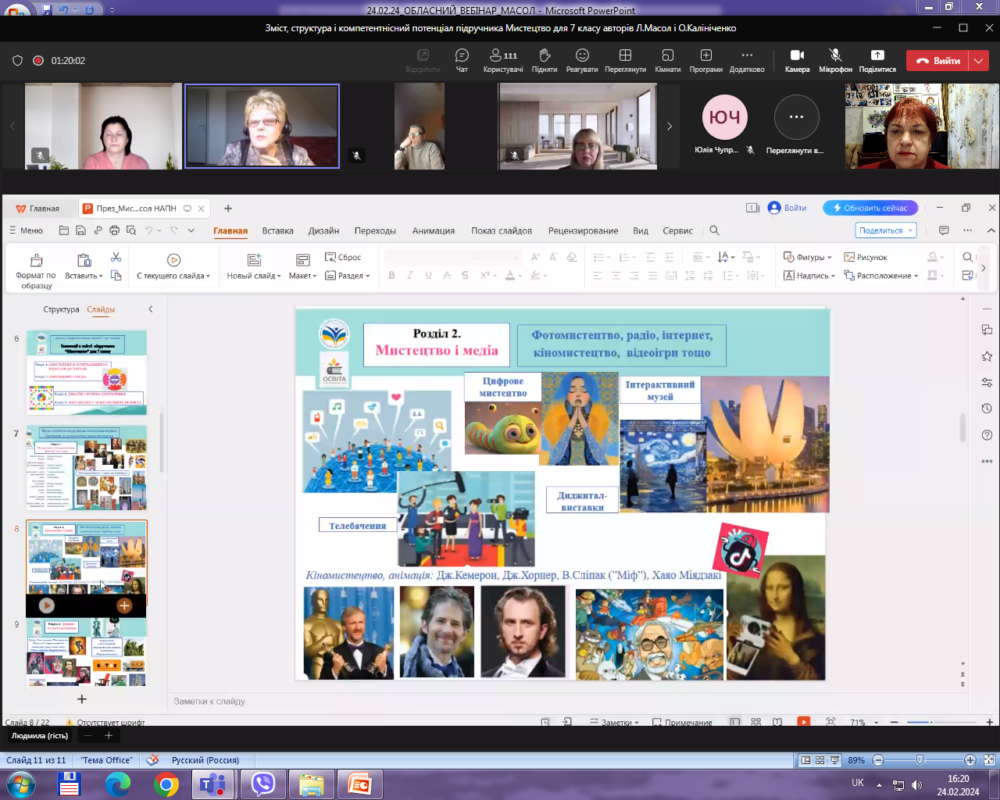 24.02.24_ОБЛАСНИЙ_ВЕБІНАР_МАСОЛ - Microsoft PowerPoint
Зміст, структура і компетентнісний потенціал підручника Мистецтво для 7 класу авторів Л.Масол і О.Калініченко
01:20:02
Відкріпити
Чат
111
Користувачі
Підняти
Реагувати
Переглянути
Кімнати
Програми
Додатково
Камера
Мікрофон
Поділитися
Вийти
ЮЧ
Юлія Чупр...
Переглянути в...
Главная
През_Мис...сол НАПН
1
Войти
Обновить сейчас
Меню
Главная
Вставка
Дизайн
Переходы
Анимация
Показ слайдов
Рецензирование
Вид
Сервис
Поделиться
Формат по образцу
Вставить
С текущего слайда
Новый слайд
Макет
Сброс
Раздел
Фигуры
Рисунок
Надпись
Расположение
Структура
Слайды
6
7
8
9
Розділ 2.
Мистецтво і медіа
Фотомистецтво, радіо, інтернет,
кіномистецтво, відеоігри тощо
ОСВІТА
Цифрове
мистецтво
Інтерактивний
музей
Диджитал-
виставки
Телебачення
Кіномистецтво, анімація: Дж.Кемерон, Дж.Хорнер, В.Сліпак ("Міф"), Хаяо Міядзакі
Заметки к слайду
Слайд 8 / 22
Отсутствует шрифт
Заметки
Примечание
71%
Людмила (гість)
Слайд 11 из 11
"Тема Office"
Русский (Россия)
89%
UK
16:20
24.02.2024